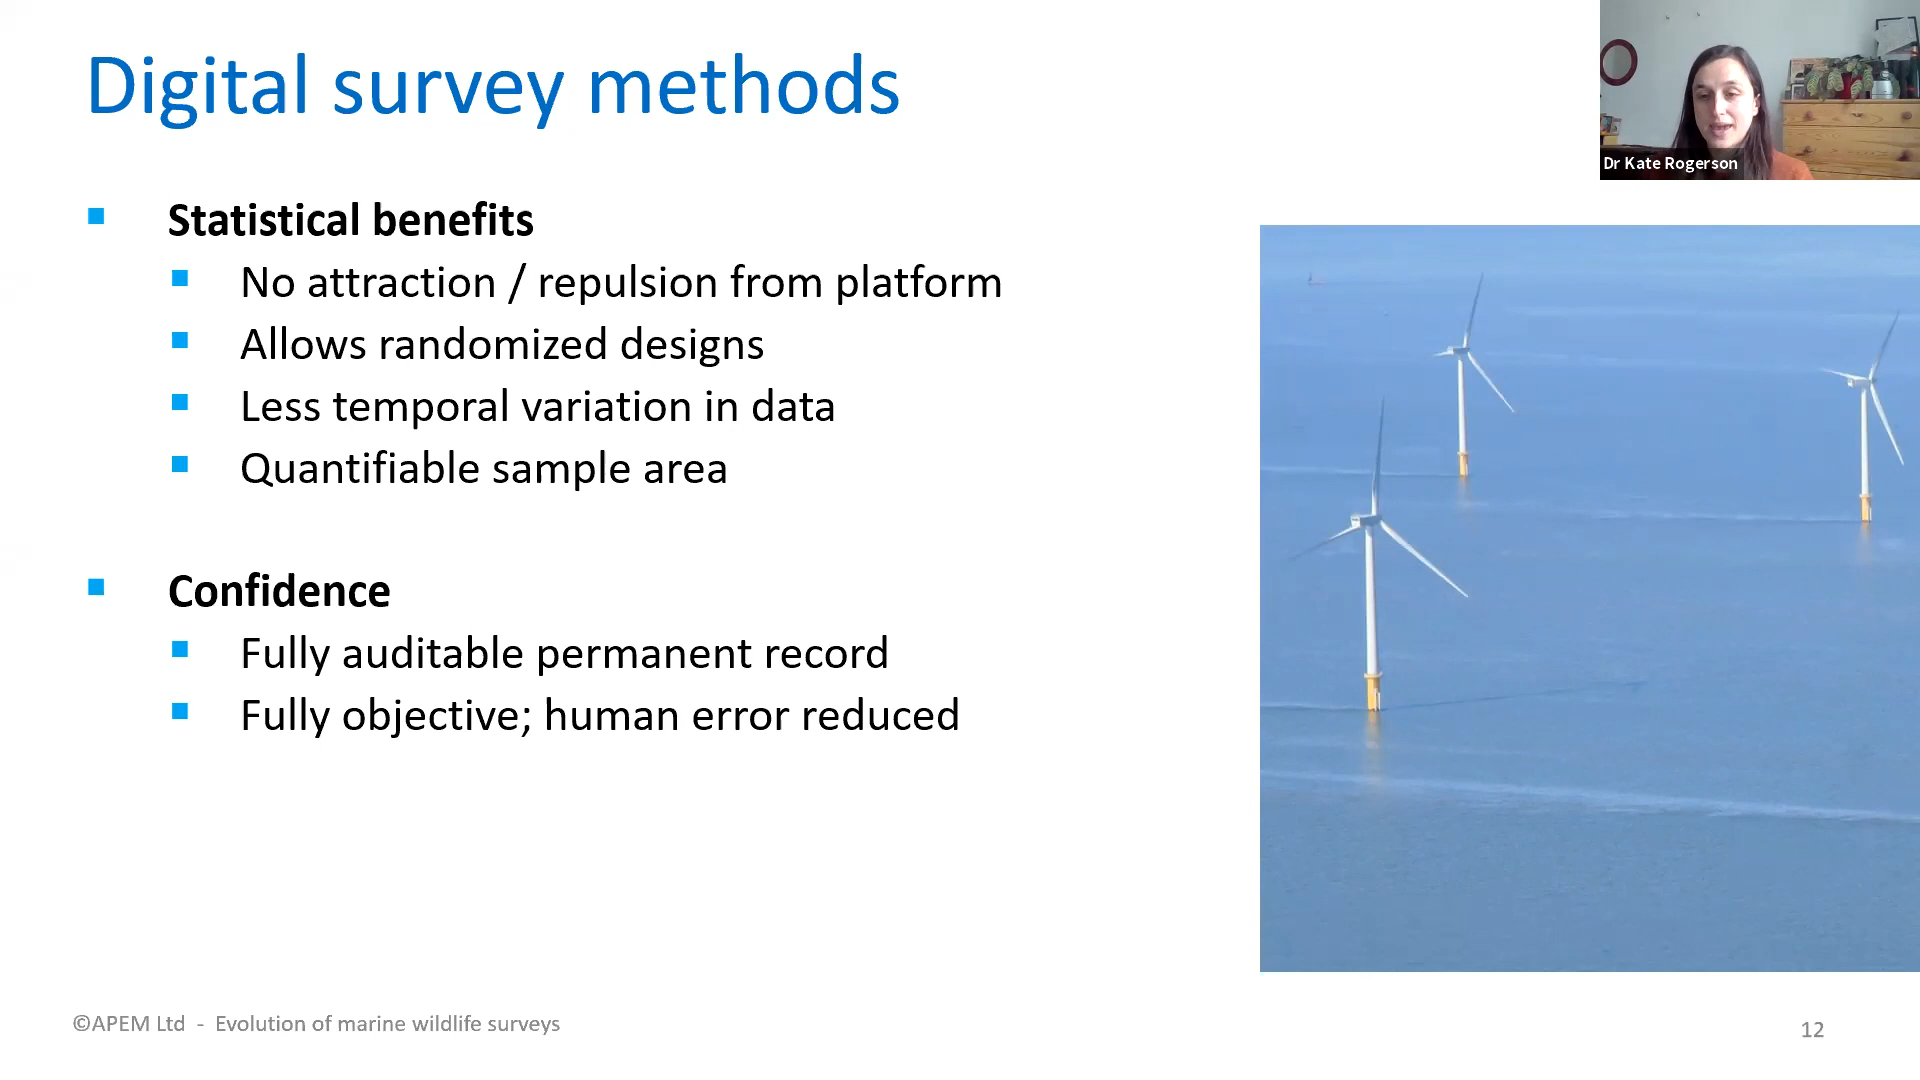 Digital survey methods
Dr Kate Rogerson
Statistical benefits
No attraction / repulsion from platform
Allows randomized designs
Less temporal variation in data
Quantifiable sample area
Confidence
Fully auditable permanent record
Fully objective; human error reduced
©APEM Ltd - Evolution of marine wildlife surveys
12